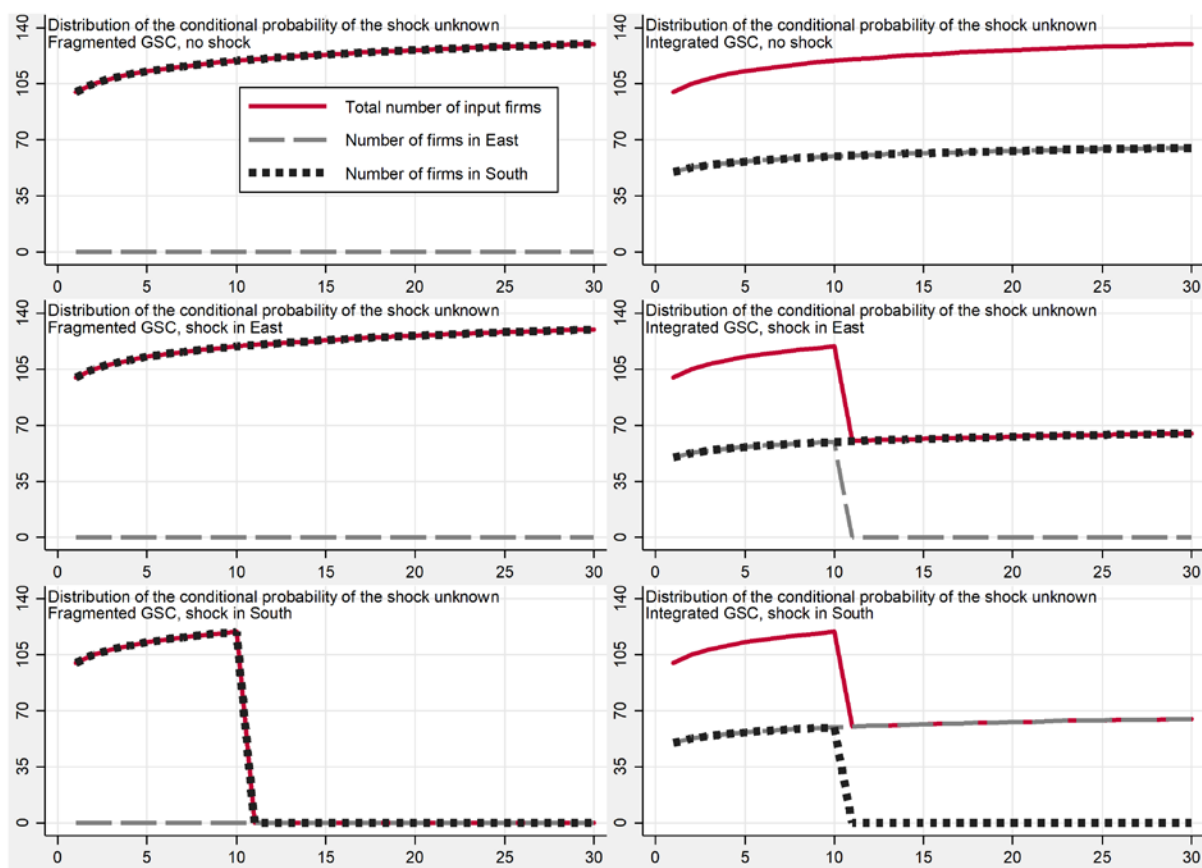 Distribution of the conditional probability of the shock unknown
Fragmented GSC, no shock
140
105
70
35
0
Total number of input firms
Number of firms in East
Number of firms in South
0 5 10 15 20 25 30
Distribution of the conditional probability of the shock unknown
Integrated GSC, no shock
140
105
70
35
0
0 5 10 15 20 25 30
Distribution of the conditional probability of the shock unknown
Fragmented GSC, shock in East
140
105
70
35
0
0 5 10 15 20 25 30
Distribution of the conditional probability of the shock unknown
Integrated GSC, shock in East
140
105
70
35
0
0 5 10 15 20 25 30
Distribution of the conditional probability of the shock unknown
Fragmented GSC, shock in South
140
105
70
35
0
0 5 10 15 20 25 30
Distribution of the conditional probability of the shock unknown
Integrated GSC, shock in South
140
105
70
35
0
0 5 10 15 20 25 30